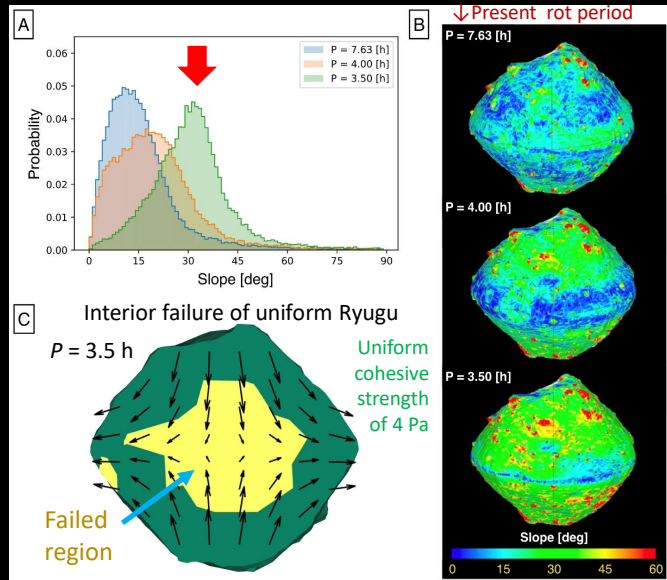 A
0.06
0.05
0.04
0.03
0.02
0.01
0.00
Probability
P = 7.63 [h]
P = 4.00 [h]
P = 3.50 [h]
0
15
30
45
60
75
90
Slope [deg]
C
Interior failure of uniform Ryugu
P = 3.5 h
Uniform
cohesive
strength
of 4 Pa
Failed
region
B
↓Present rot period
P = 7.63 [h]
P = 4.00 [h]
P = 3.50 [h]
Slope [deg]
0
15
30
45
60